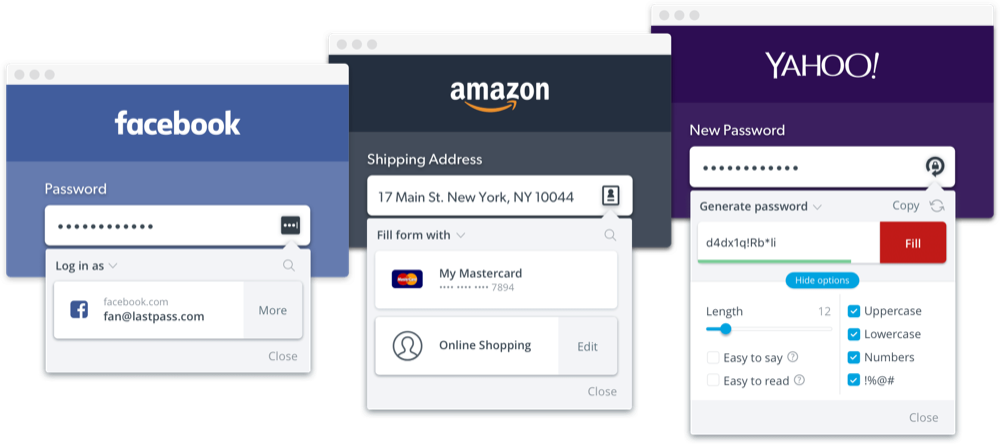 facebook
Password
••••••••••••
Log in as
facebook.com
fan@lastpass.com
More
Close
amazon
Shipping Address
17 Main St. New York, NY 10044
Fill form with
My Mastercard
•••• •••• •••• 7894
Online Shopping
Edit
Close
YAHOO!
New Password
••••••••••••
Generate password
Copy
d4dx1q!Rb*li
Fill
Hide options
Length 12
Uppercase
Lowercase
Easy to say ?
Numbers
Easy to read ?
!%@#
Close